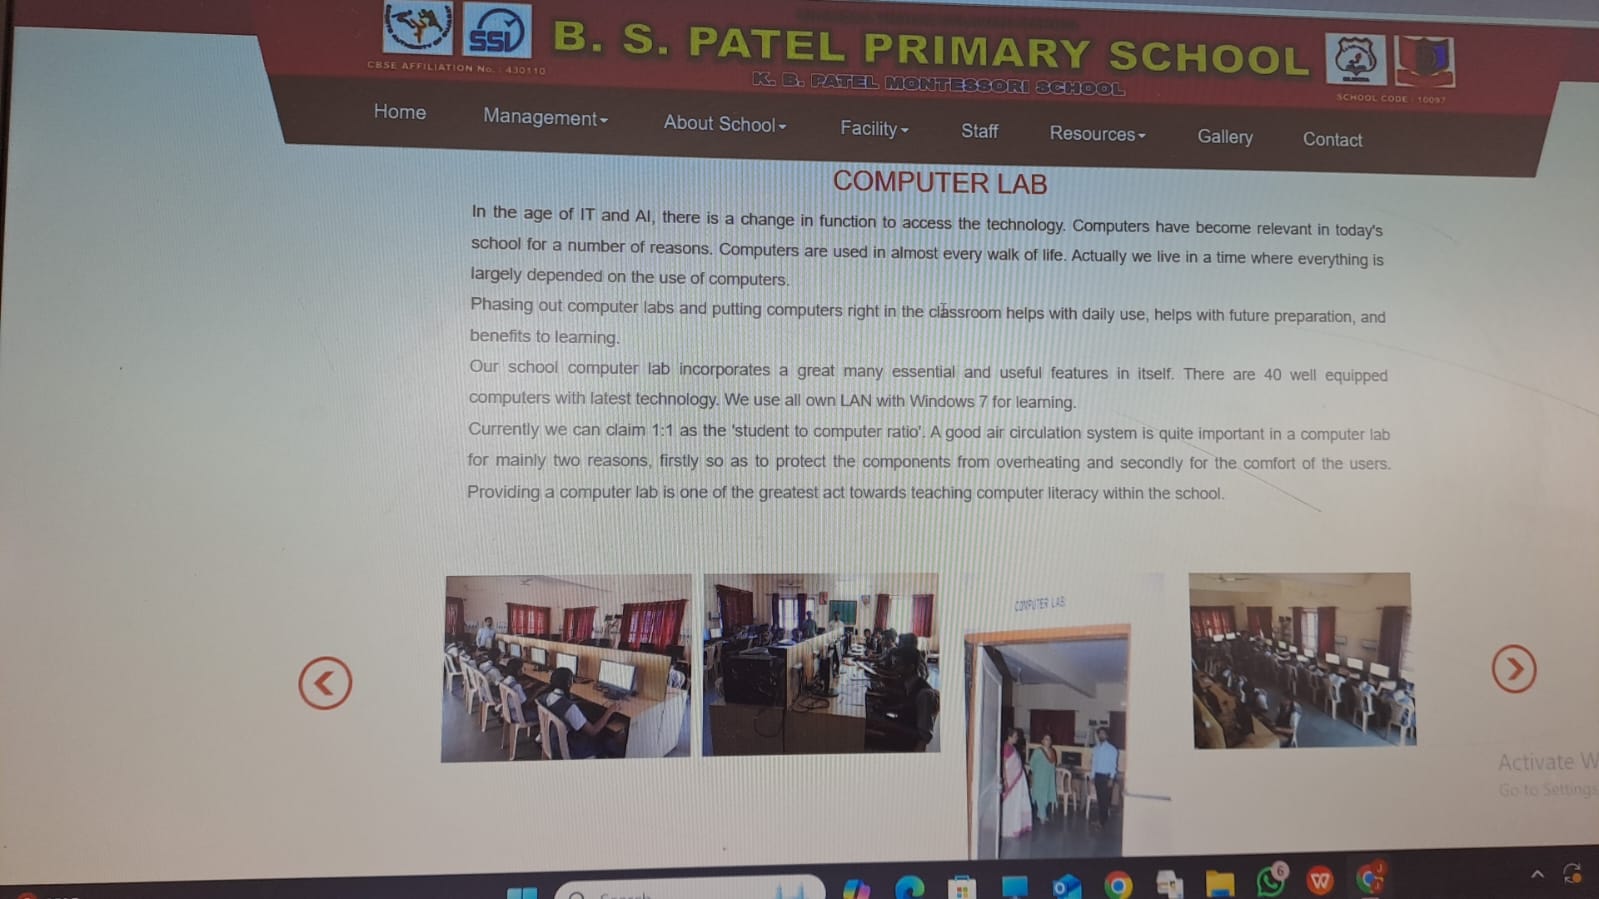 B. S. PATEL PRIMARY SCHOOL
K. B. PATEL MONTESSORI SCHOOL
SSD
CBSE AFFILIATION No. : 430110
SCHOOL CODE : 10097
Home Management About School Facility Staff Resources Gallery Contact
COMPUTER LAB
In the age of IT and AI, there is a change in function to access the technology. Computers have become relevant in today's
school for a number of reasons. Computers are used in almost every walk of life. Actually we live in a time where everything is
largely depended on the use of computers.
Phasing out computer labs and putting computers right in the classroom helps with daily use, helps with future preparation, and
benefits to learning.
Our school computer lab incorporates a great many essential and useful features in itself. There are 40 well equipped
computers with latest technology. We use all own LAN with Windows 7 for learning.
Currently we can claim 1:1 as the 'student to computer ratio'. A good air circulation system is quite important in a computer lab
for mainly two reasons, firstly so as to protect the components from overheating and secondly for the comfort of the users.
Providing a computer lab is one of the greatest act towards teaching computer literacy within the school.
COMPUTER LAB
Activate W
Go to Settings
6